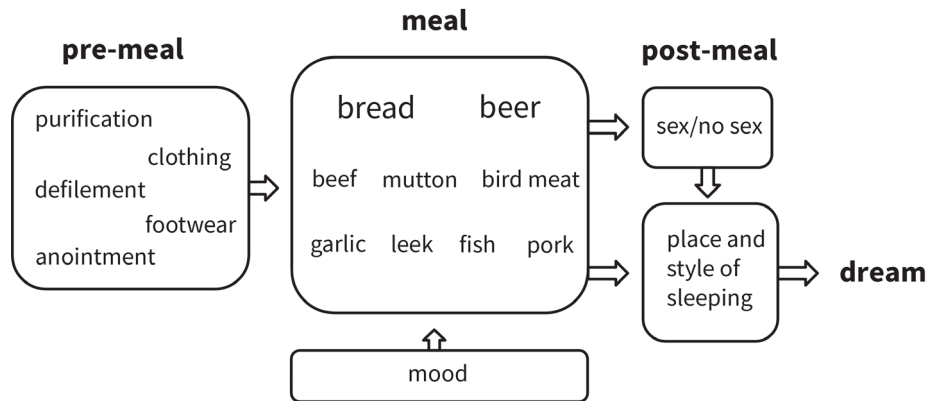 pre-meal
purification
clothing
defilement
footwear
anointment
meal
bread beer
beef mutton bird meat
garlic leek fish pork
mood
post-meal
sex/no sex
place and
style of
sleeping
dream